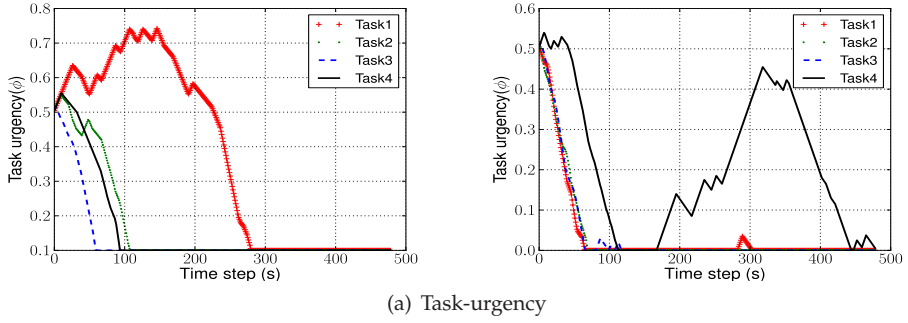 0.8
0.7
0.6
0.5
0.4
0.3
0.2
0.1
0
100
200
300
400
500
Task urgency(ϕ)
Time step (s)
Task1
Task2
Task3
Task4
0.6
0.5
0.4
0.3
0.2
0.1
0.0
0
100
200
300
400
500
Task urgency(ϕ)
Time step (s)
Task1
Task2
Task3
Task4
(a) Task-urgency